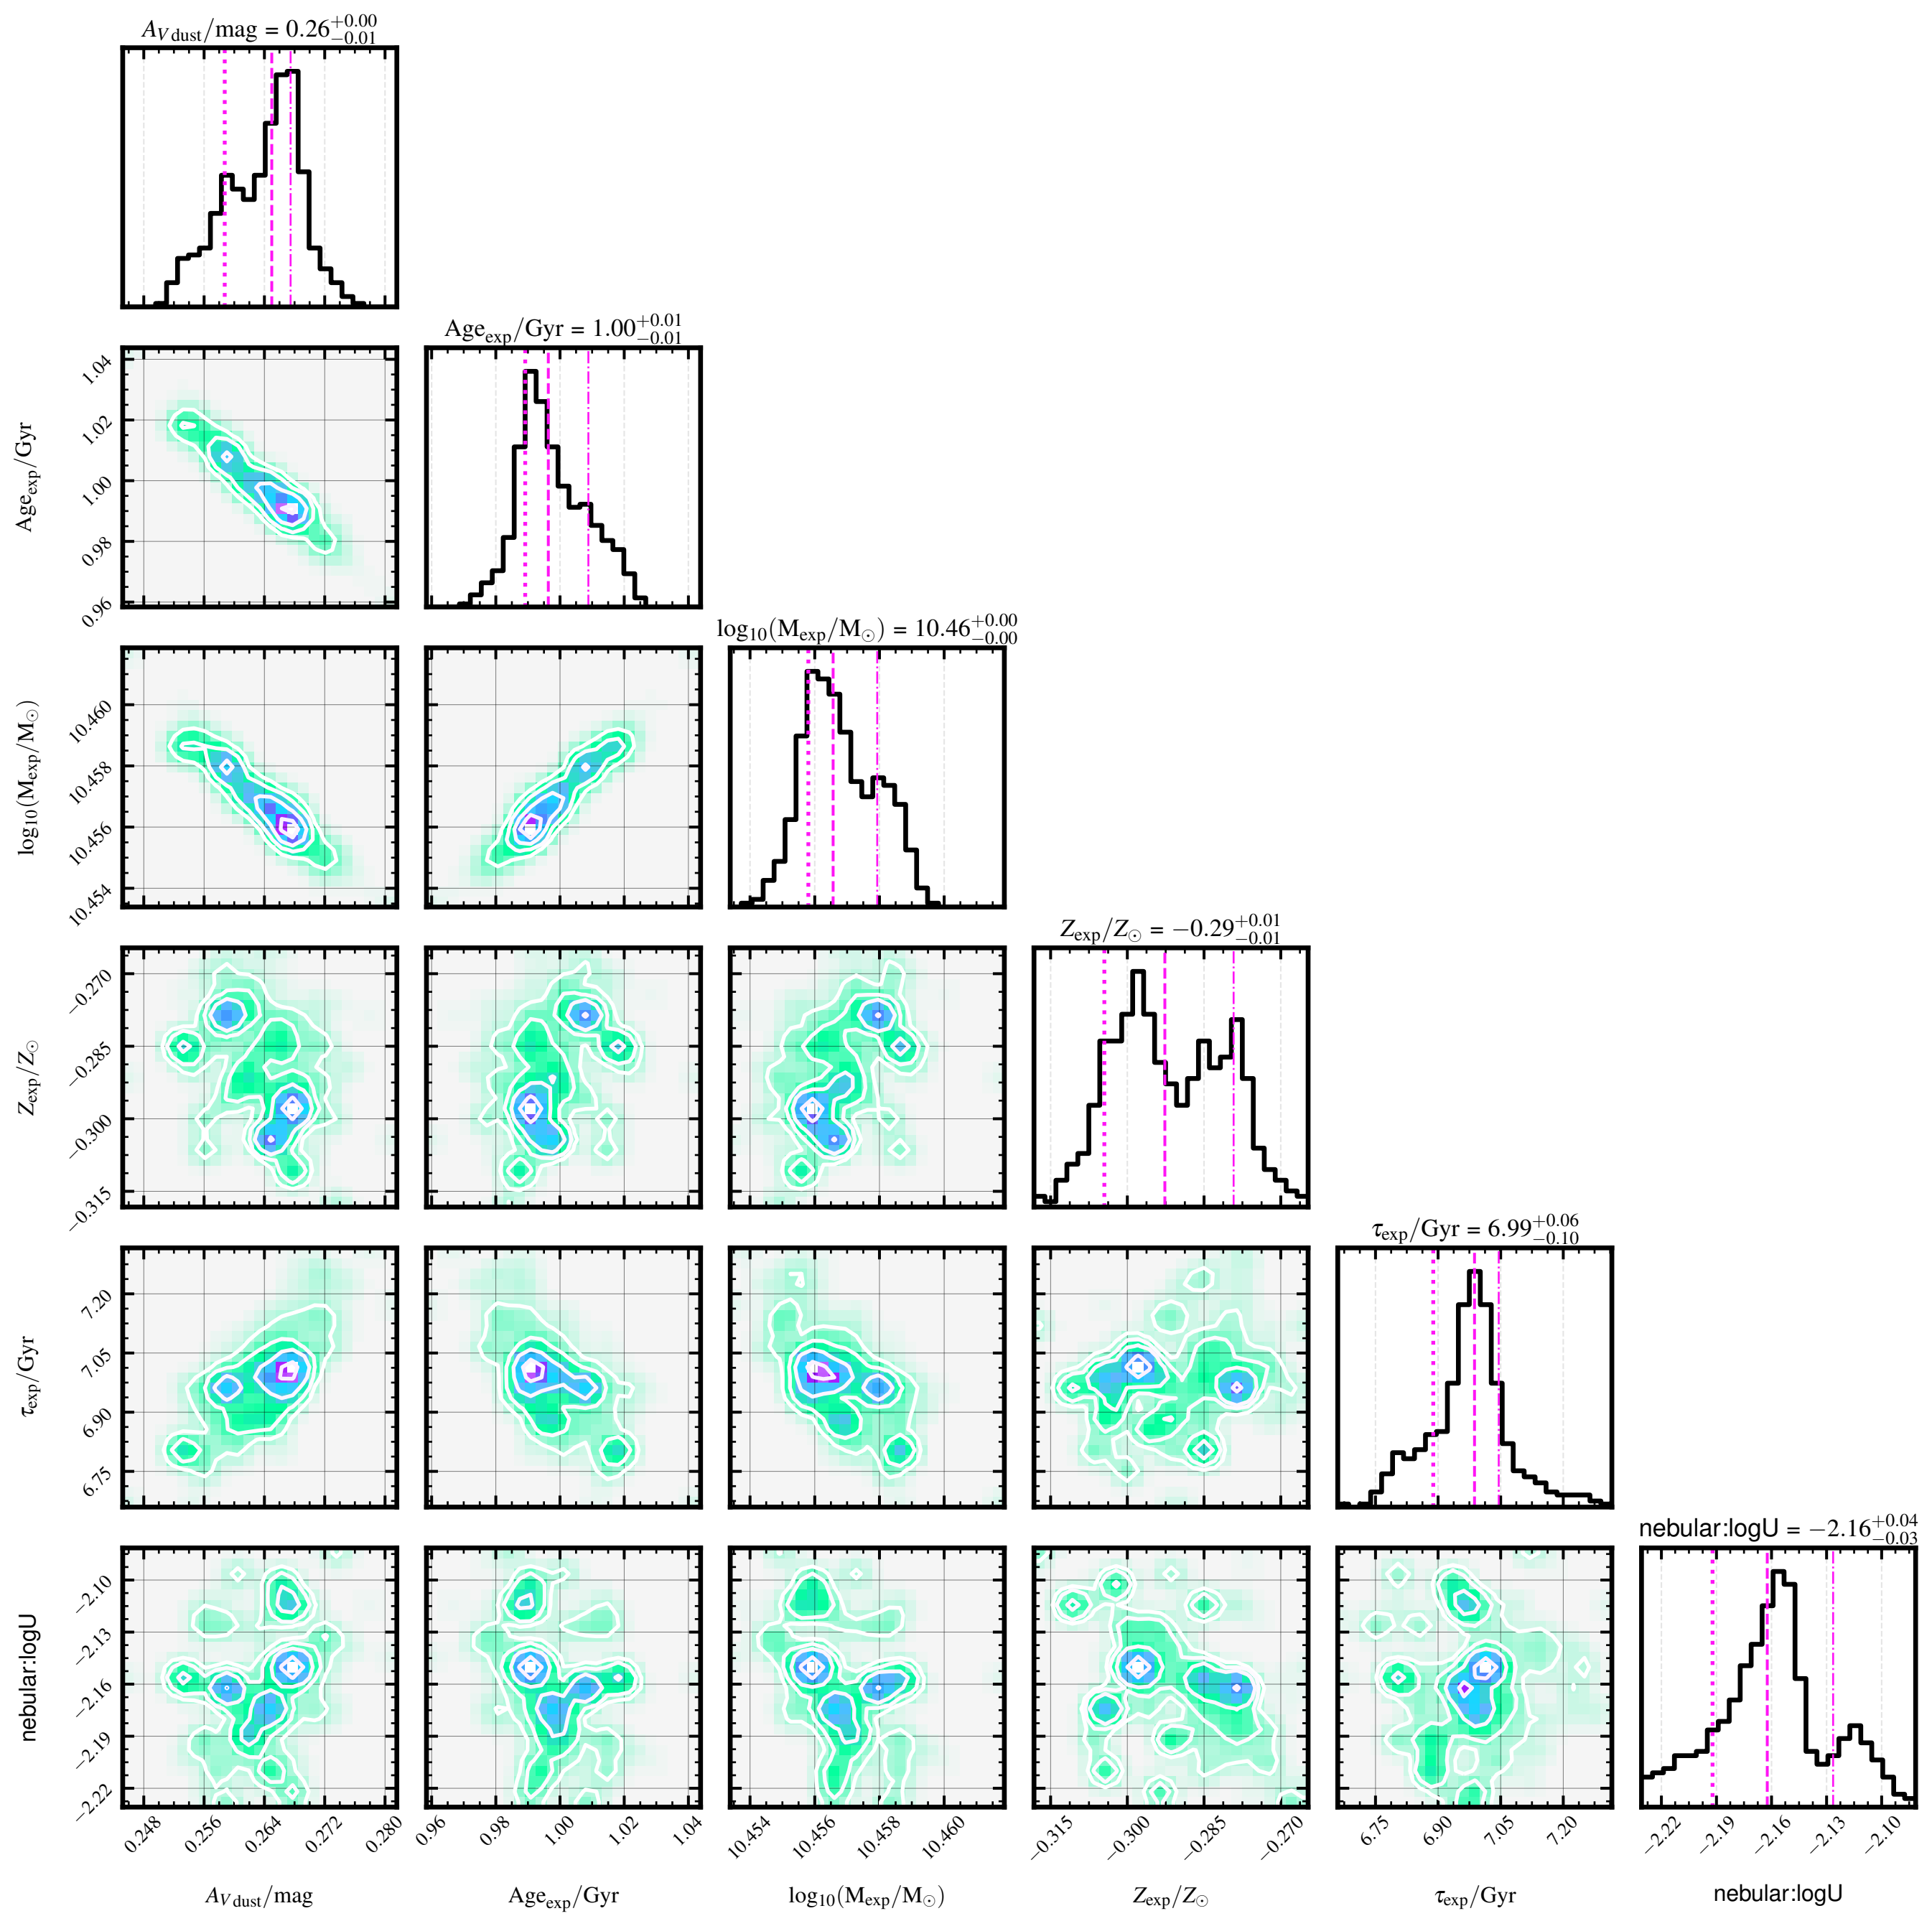 A_V dust/mag = 0.26 +0.00 −0.01
Age_exp/Gyr = 1.00 +0.01 −0.01
log10(M_exp/M☉) = 10.46 +0.00 −0.00
Z_exp/Z☉ = −0.29 +0.01 −0.01
τ_exp/Gyr = 6.99 +0.06 −0.10
nebular:logU = −2.16 +0.04 −0.03
Age_exp/Gyr
1.04
1.02
1.00
0.98
0.96
log10(M_exp/M☉)
10.460
10.458
10.456
10.454
Z_exp/Z☉
−0.270
−0.285
−0.300
−0.315
τ_exp/Gyr
7.20
7.05
6.90
6.75
nebular:logU
−2.10
−2.13
−2.16
−2.19
−2.22
0.248 0.256 0.264 0.272 0.280
0.96 0.98 1.00 1.02 1.04
10.454 10.456 10.458 10.460
−0.315 −0.300 −0.285 −0.270
6.75 6.90 7.05 7.20
−2.22 −2.19 −2.16 −2.13 −2.10
A_V dust/mag
Age_exp/Gyr
log10(M_exp/M☉)
Z_exp/Z☉
τ_exp/Gyr
nebular:logU